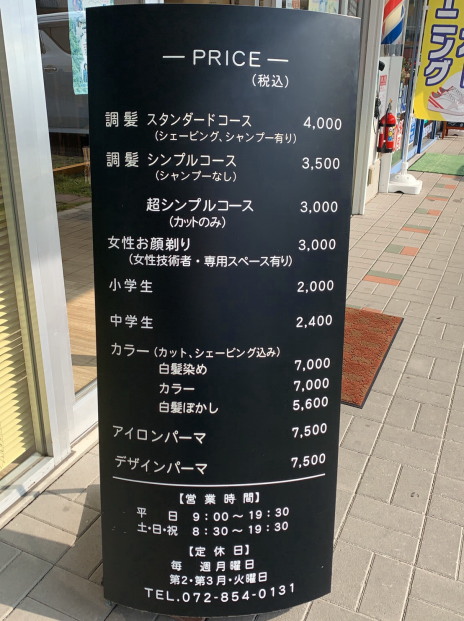 — PRICE —
(税込)
調髪 スタンダードコース 4,000
(シェービング、シャンプー有り)
調髪 シンプルコース 3,500
(シャンプーなし)
超シンプルコース 3,000
(カットのみ)
女性お顔剃り 3,000
(女性技術者・専用スペース有り)
小学生 2,000
中学生 2,400
カラー (カット、シェービング込み)
白髪染め 7,000
カラー 7,000
白髪ぼかし 5,600
アイロンパーマ 7,500
デザインパーマ 7,500
【営業時間】
平 日 9:00~19:30
土・日・祝 8:30~19:30
【定休日】
毎 週月曜日
第2・第3月・火曜日
TEL.072-854-0131
ーニング